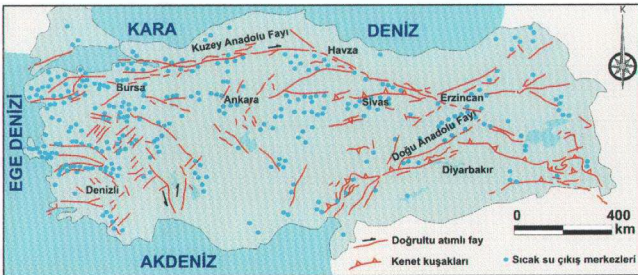 KARA
DENİZ
K
Kuzey Anadolu Fayı
Havza
Bursa
Ankara
Sivas
Erzincan
EGE DENİZİ
Doğu Anadolu Fayı
Denizli
Diyarbakır
0 400
km
AKDENİZ
Doğrultu atımlı fay
Kenet kuşakları
Sıcak su çıkış merkezleri